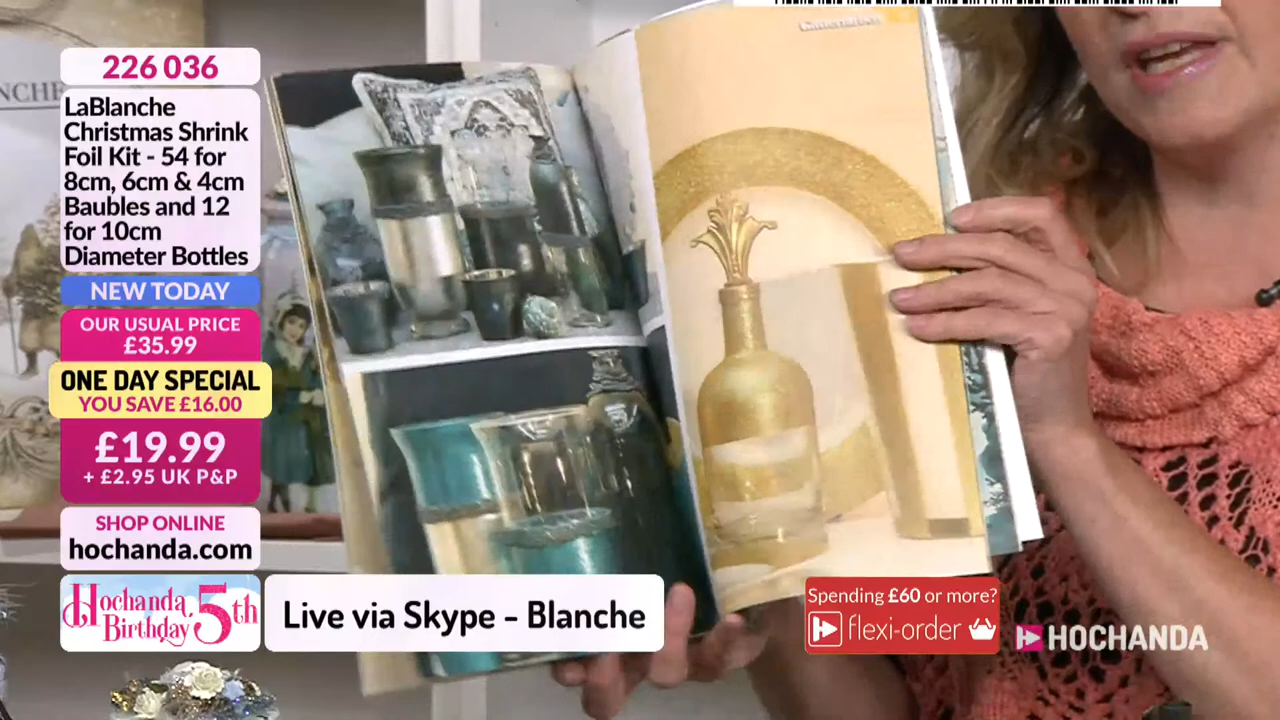 226 036
NCHE
LaBlanche
Christmas Shrink
Foil Kit - 54 for
8cm, 6cm & 4cm
Baubles and 12
for 10cm
Diameter Bottles
NEW TODAY
OUR USUAL PRICE
£35.99
ONE DAY SPECIAL
YOU SAVE £16.00
£19.99
+ £2.95 UK P&P
SHOP ONLINE
hochanda.com
Hochanda
Birthday
5th
Live via Skype - Blanche
Spending £60 or more?
flexi-order
HOCHANDA